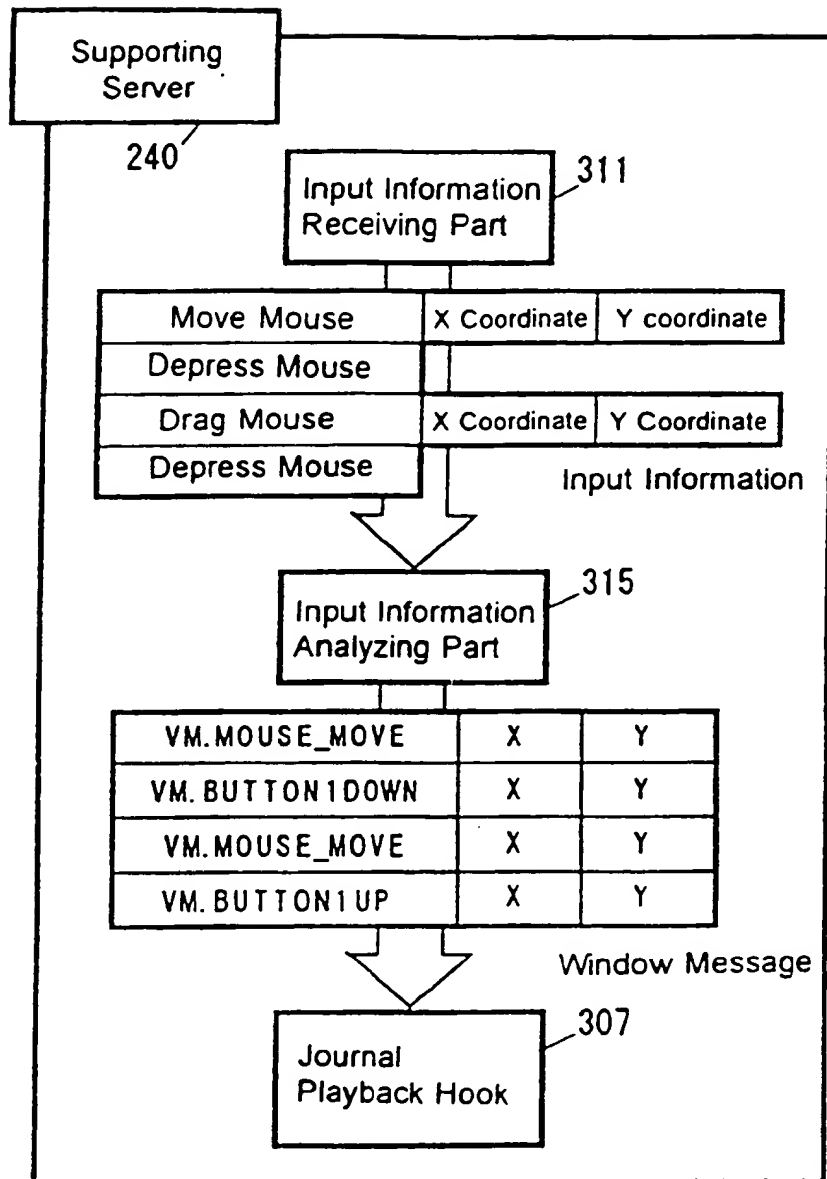 Supporting
Server
240
Input Information
Receiving Part
311
Move Mouse X Coordinate Y coordinate
Depress Mouse
Drag Mouse X Coordinate Y Coordinate
Depress Mouse
Input Information
Input Information
Analyzing Part
315
VM.MOUSE_MOVE X Y
VM.BUTTON1DOWN X Y
VM.MOUSE_MOVE X Y
VM.BUTTON1UP X Y
Window Message
Journal
Playback Hook
307